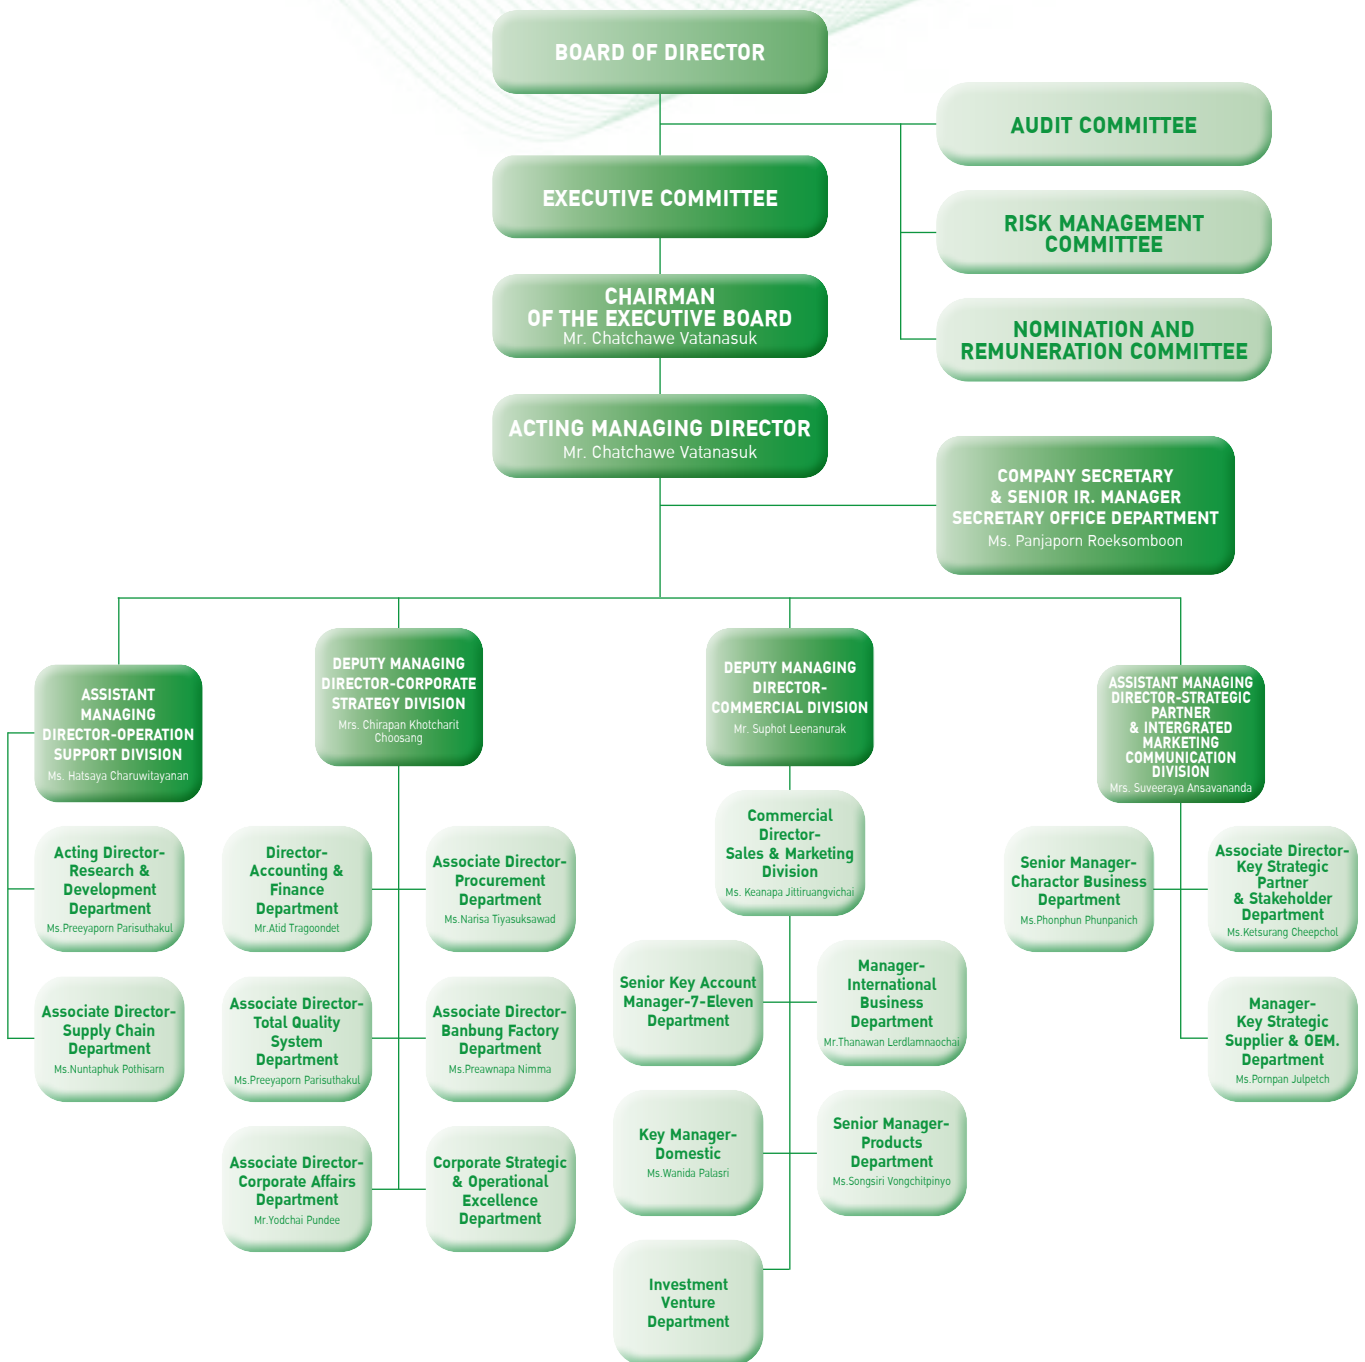 BOARD OF DIRECTOR
AUDIT COMMITTEE
EXECUTIVE COMMITTEE
RISK MANAGEMENT
COMMITTEE
CHAIRMAN
OF THE EXECUTIVE BOARD
Mr. Chatchawe Vatanasuk
NOMINATION AND
REMUNERATION COMMITTEE
ACTING MANAGING DIRECTOR
Mr. Chatchawe Vatanasuk
COMPANY SECRETARY
& SENIOR IR. MANAGER
SECRETARY OFFICE DEPARTMENT
Ms. Panjaporn Roeksomboon
ASSISTANT
MANAGING
DIRECTOR-OPERATION
SUPPORT DIVISION
Ms. Hatsaya Charuwitayanan
DEPUTY MANAGING
DIRECTOR-CORPORATE
STRATEGY DIVISION
Mrs. Chirapan Khotcharit
Choosang
DEPUTY MANAGING
DIRECTOR-
COMMERCIAL DIVISION
Mr. Suphot Leenanurak
ASSISTANT MANAGING
DIRECTOR-STRATEGIC
PARTNER
& INTERGRATED
MARKETING
COMMUNICATION
DIVISION
Mrs. Suveeraya Ansavananda
Acting Director-
Research &
Development
Department
Ms.Preeyaporn Parisuthakul
Director-
Accounting &
Finance
Department
Mr.Atid Tragoondet
Associate Director-
Procurement
Department
Ms.Narisa Tiyasuksawad
Commercial
Director-
Sales & Marketing
Division
Ms. Keanapa Jittiruangvichai
Senior Manager-
Charactor Business
Department
Ms.Phonphun Phunpanich
Associate Director-
Key Strategic
Partner
& Stakeholder
Department
Ms.Ketsurang Cheepchol
Associate Director-
Supply Chain
Department
Ms.Nuntaphuk Pothisarn
Associate Director-
Total Quality
System
Department
Ms.Preeyaporn Parisuthakul
Associate Director-
Banbung Factory
Department
Ms.Preawnapa Nimma
Senior Key Account
Manager-7-Eleven
Department
Manager-
International
Business
Department
Mr.Thanawan Lerdlamnaochai
Manager-
Key Strategic
Supplier & OEM.
Department
Ms.Pornpan Julpetch
Associate Director-
Corporate Affairs
Department
Mr.Yodchai Pundee
Corporate Strategic
& Operational
Excellence
Department
Key Manager-
Domestic
Ms.Wanida Palasri
Senior Manager-
Products
Department
Ms.Songsiri Vongchitpinyo
Investment
Venture
Department